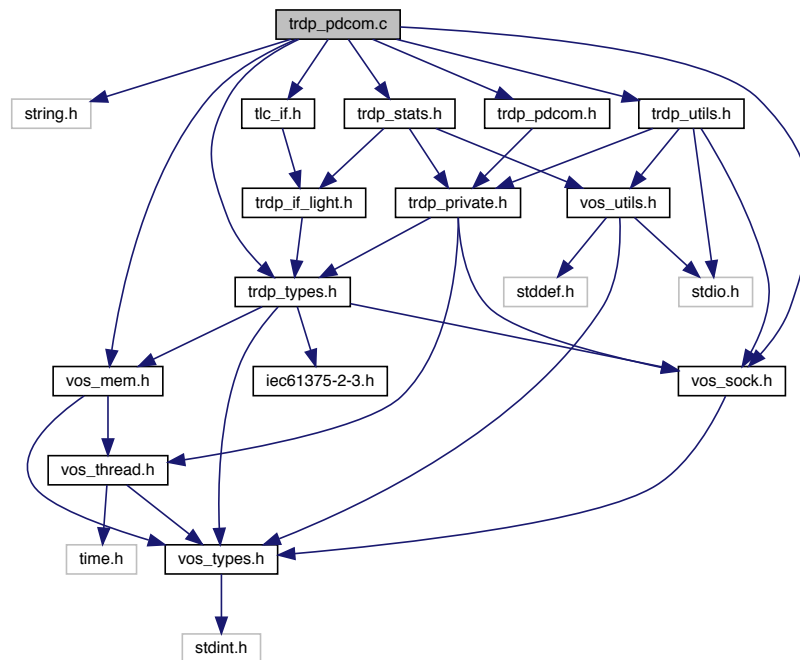 trdp_pdcom.c
string.h
tlc_if.h
trdp_stats.h
trdp_pdcom.h
trdp_utils.h
trdp_if_light.h
trdp_private.h
vos_utils.h
trdp_types.h
stddef.h
stdio.h
vos_mem.h
iec61375-2-3.h
vos_sock.h
vos_thread.h
time.h
vos_types.h
stdint.h